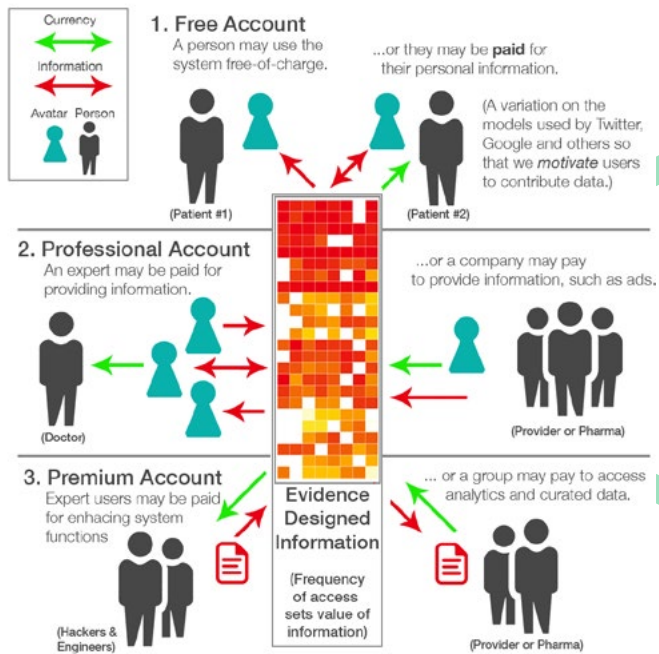 Currency
Information
Avatar Person
1. Free Account
A person may use the
system free-of-charge.
...or they may be paid for
their personal information.
(A variation on the
models used by Twitter,
Google and others so
that we motivate users
to contribute data.)
(Patient #1)
(Patient #2)
2. Professional Account
An expert may be paid for
providing information.
...or a company may pay
to provide information, such as ads.
(Doctor)
(Provider or Pharma)
3. Premium Account
Expert users may be paid
for enhacing system
functions
... or a group may pay to access
analytics and curated data.
Evidence
Designed
Information
(Frequency
of access
sets value of
information)
(Hackers &
Engineers)
(Provider or Pharma)